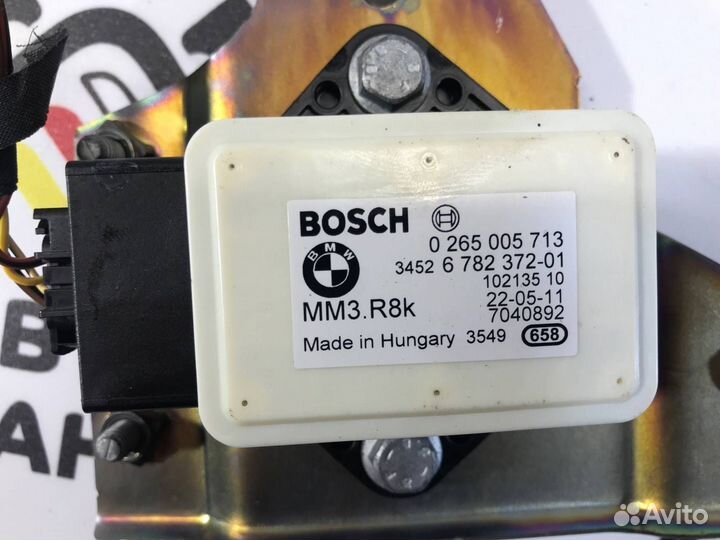 BOSCH
0 265 005 713
BMW
3452 6 782 372-01
102135 10
22-05-11
MM3.R8k
7040892
Made in Hungary 3549 658
Avito